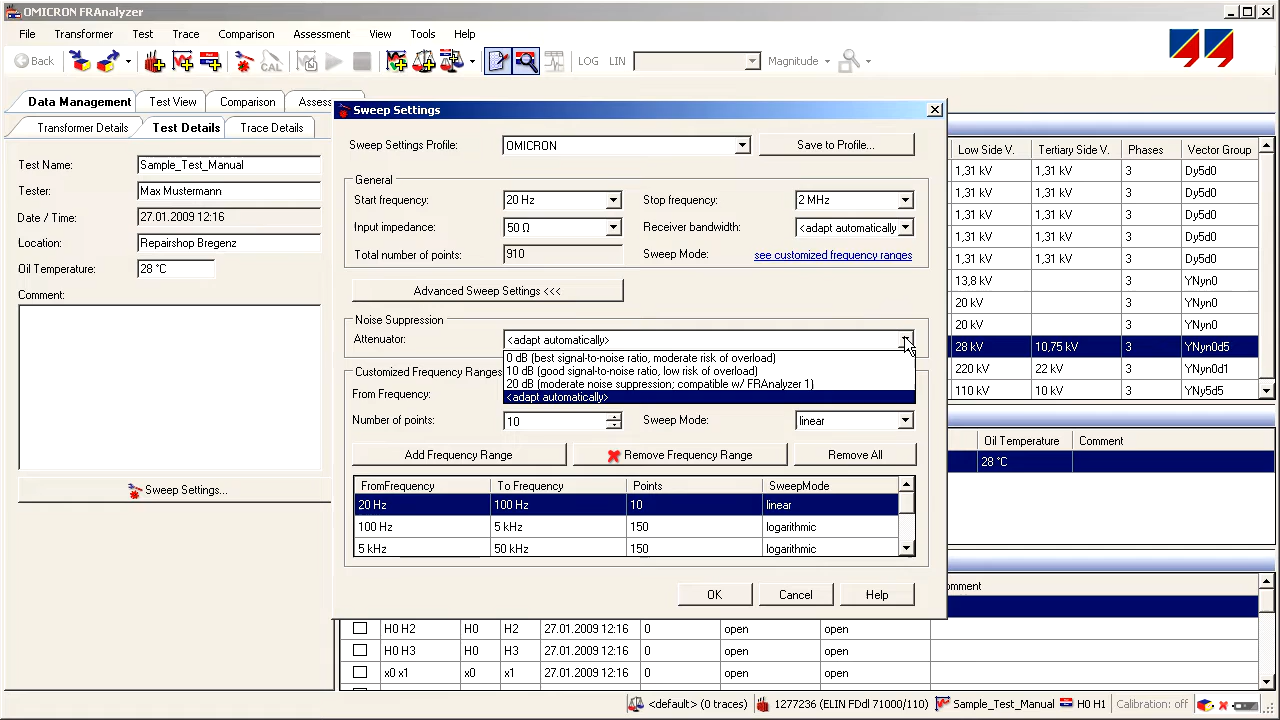 OMICRON FRAnalyzer
File Transformer Test Trace Comparison Assessment View Tools Help
Back CAL LOG LIN Magnitude
Data Management Test View Comparison Assess
Transformer Details Test Details Trace Details
Test Name: Sample_Test_Manual
Tester: Max Mustermann
Date / Time: 27.01.2009 12:16
Location: Repairshop Bregenz
Oil Temperature: 28 °C
Comment:
Sweep Settings...
Sweep Settings
Sweep Settings Profile: OMICRON Save to Profile...
General
Start frequency: 20 Hz Stop frequency: 2 MHz
Input impedance: 50 Ω Receiver bandwidth: <adapt automatically
Total number of points: 910 Sweep Mode: see customized frequency ranges
Advanced Sweep Settings <<<
Noise Suppression
Attenuator: <adapt automatically>
0 dB (best signal-to-noise ratio, moderate risk of overload)
10 dB (good signal-to-noise ratio, low risk of overload)
20 dB (moderate noise suppression; compatible w/ FRAnalyzer 1)
<adapt automatically>
Customized Frequency Ranges
From Frequency:
Number of points: 10 Sweep Mode: linear
Add Frequency Range Remove Frequency Range Remove All
FromFrequency To Frequency Points SweepMode
20 Hz 100 Hz 10 linear
100 Hz 5 kHz 150 logarithmic
5 kHz 50 kHz 150 logarithmic
OK Cancel Help
Low Side V. Tertiary Side V. Phases Vector Group
1,31 kV 1,31 kV 3 Dy5d0
1,31 kV 1,31 kV 3 Dy5d0
1,31 kV 1,31 kV 3 Dy5d0
1,31 kV 1,31 kV 3 Dy5d0
1,31 kV 1,31 kV 3 Dy5d0
13,8 kV 3 YNyn0
20 kV 3 YNyn0
20 kV 3 YNyn0
28 kV 10,75 kV 3 YNyn0d5
220 kV 22 kV 3 YNyn0d1
110 kV 10 kV 3 YNy5d5
Oil Temperature Comment
28 °C
omment
H0 H2 H0 H2 27.01.2009 12:16 0 open open
H0 H3 H0 H3 27.01.2009 12:16 0 open open
x0 x1 x0 x1 27.01.2009 12:16 0 open open
<default> (0 traces) 1277236 (ELIN FDdl 71000/110) Sample_Test_Manual H0 H1 Calibration: off